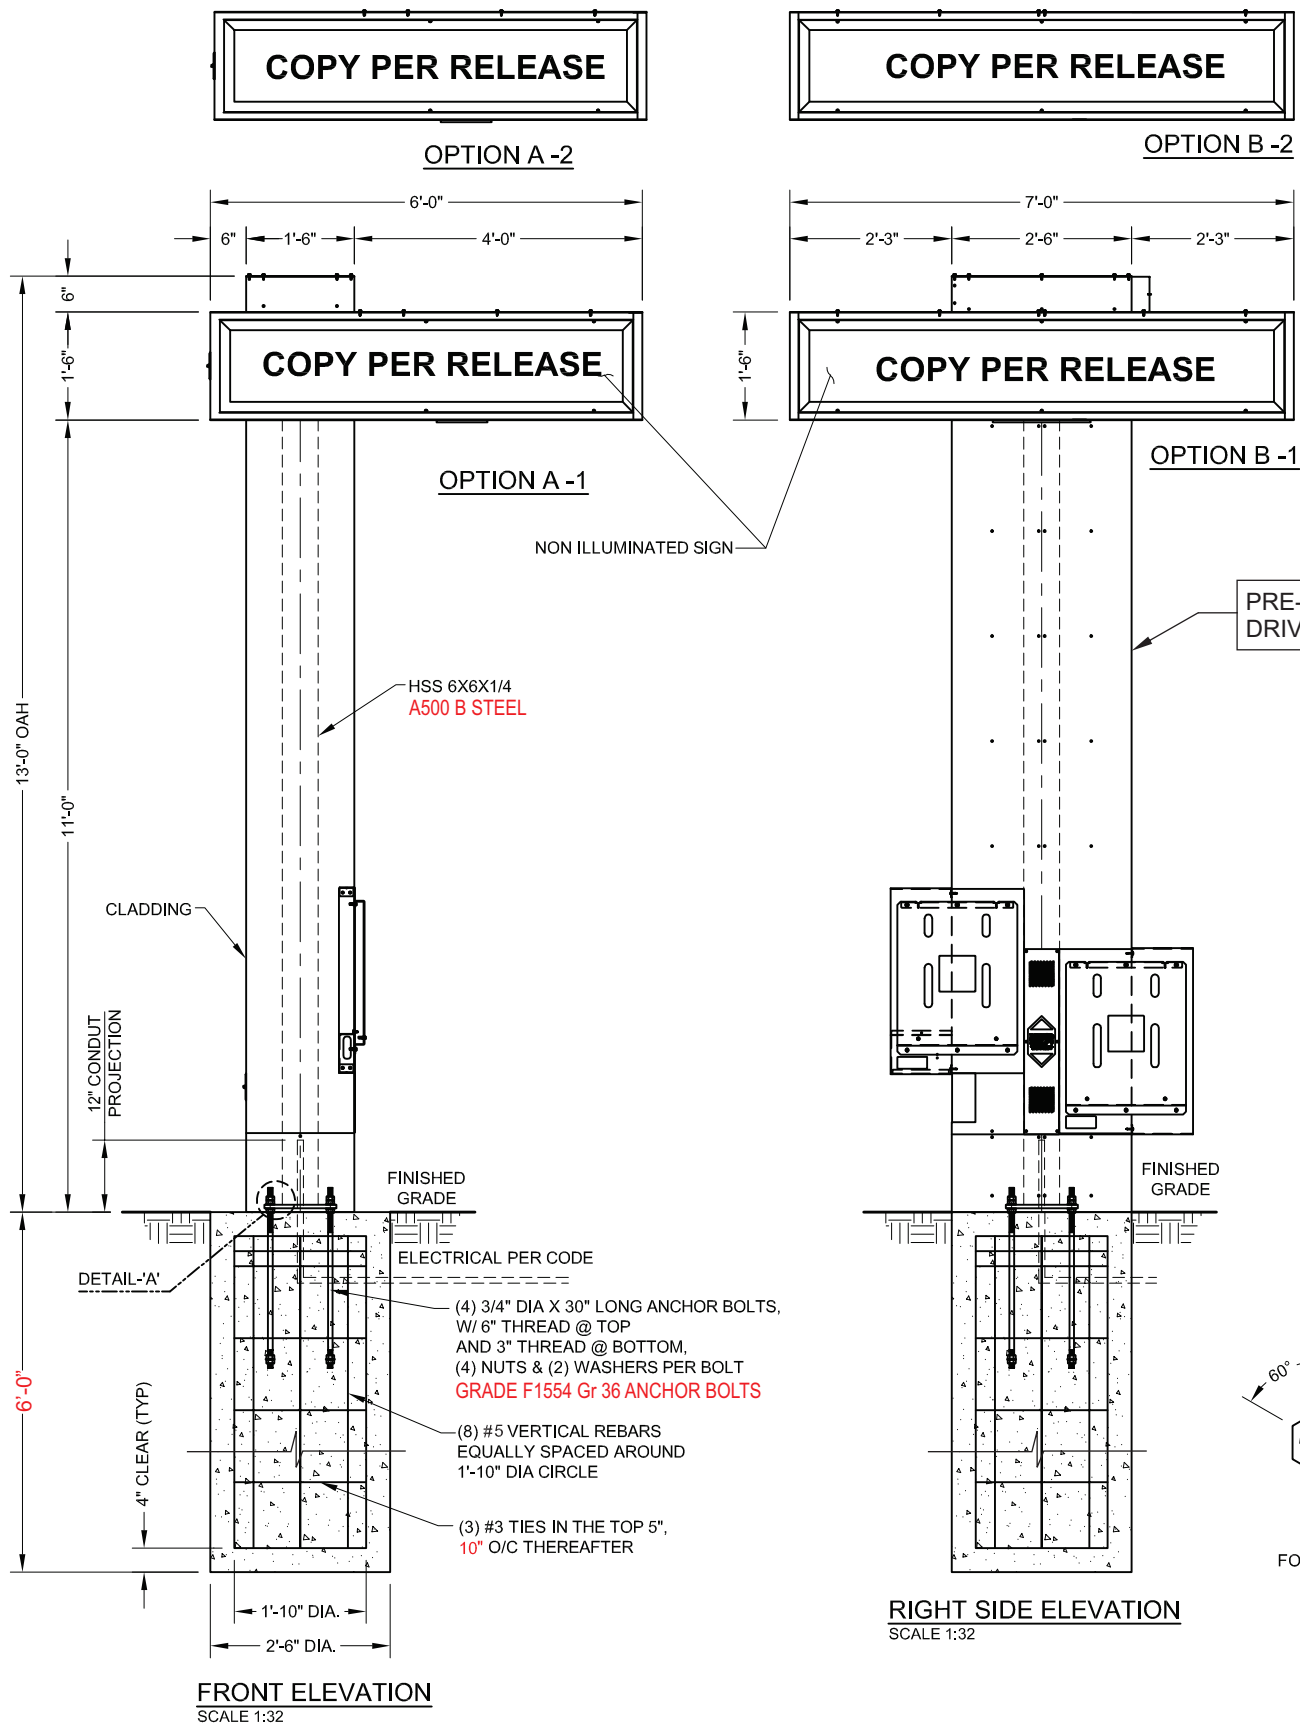 COPY PER RELEASE
COPY PER RELEASE
OPTION A -2
OPTION B -2
6'-0"
7'-0"
6"
1'-6"
4'-0"
2'-3"
2'-6"
2'-3"
6"
1'-6"
COPY PER RELEASE
1'-6"
COPY PER RELEASE
OPTION A -1
OPTION B -1
NON ILLUMINATED SIGN
PRE-
DRIV
HSS 6X6X1/4
A500 B STEEL
13'-0" OAH
11'-0"
CLADDING
12" CONDUT
PROJECTION
FINISHED
GRADE
FINISHED
GRADE
ELECTRICAL PER CODE
DETAIL-'A'
(4) 3/4" DIA X 30" LONG ANCHOR BOLTS,
W/ 6" THREAD @ TOP
AND 3" THREAD @ BOTTOM,
(4) NUTS & (2) WASHERS PER BOLT
GRADE F1554 Gr 36 ANCHOR BOLTS
6'-0"
60°
4" CLEAR (TYP)
(8) #5 VERTICAL REBARS
EQUALLY SPACED AROUND
1'-10" DIA CIRCLE
(3) #3 TIES IN THE TOP 5",
10" O/C THEREAFTER
FO
1'-10" DIA.
2'-6" DIA.
RIGHT SIDE ELEVATION
SCALE 1:32
FRONT ELEVATION
SCALE 1:32